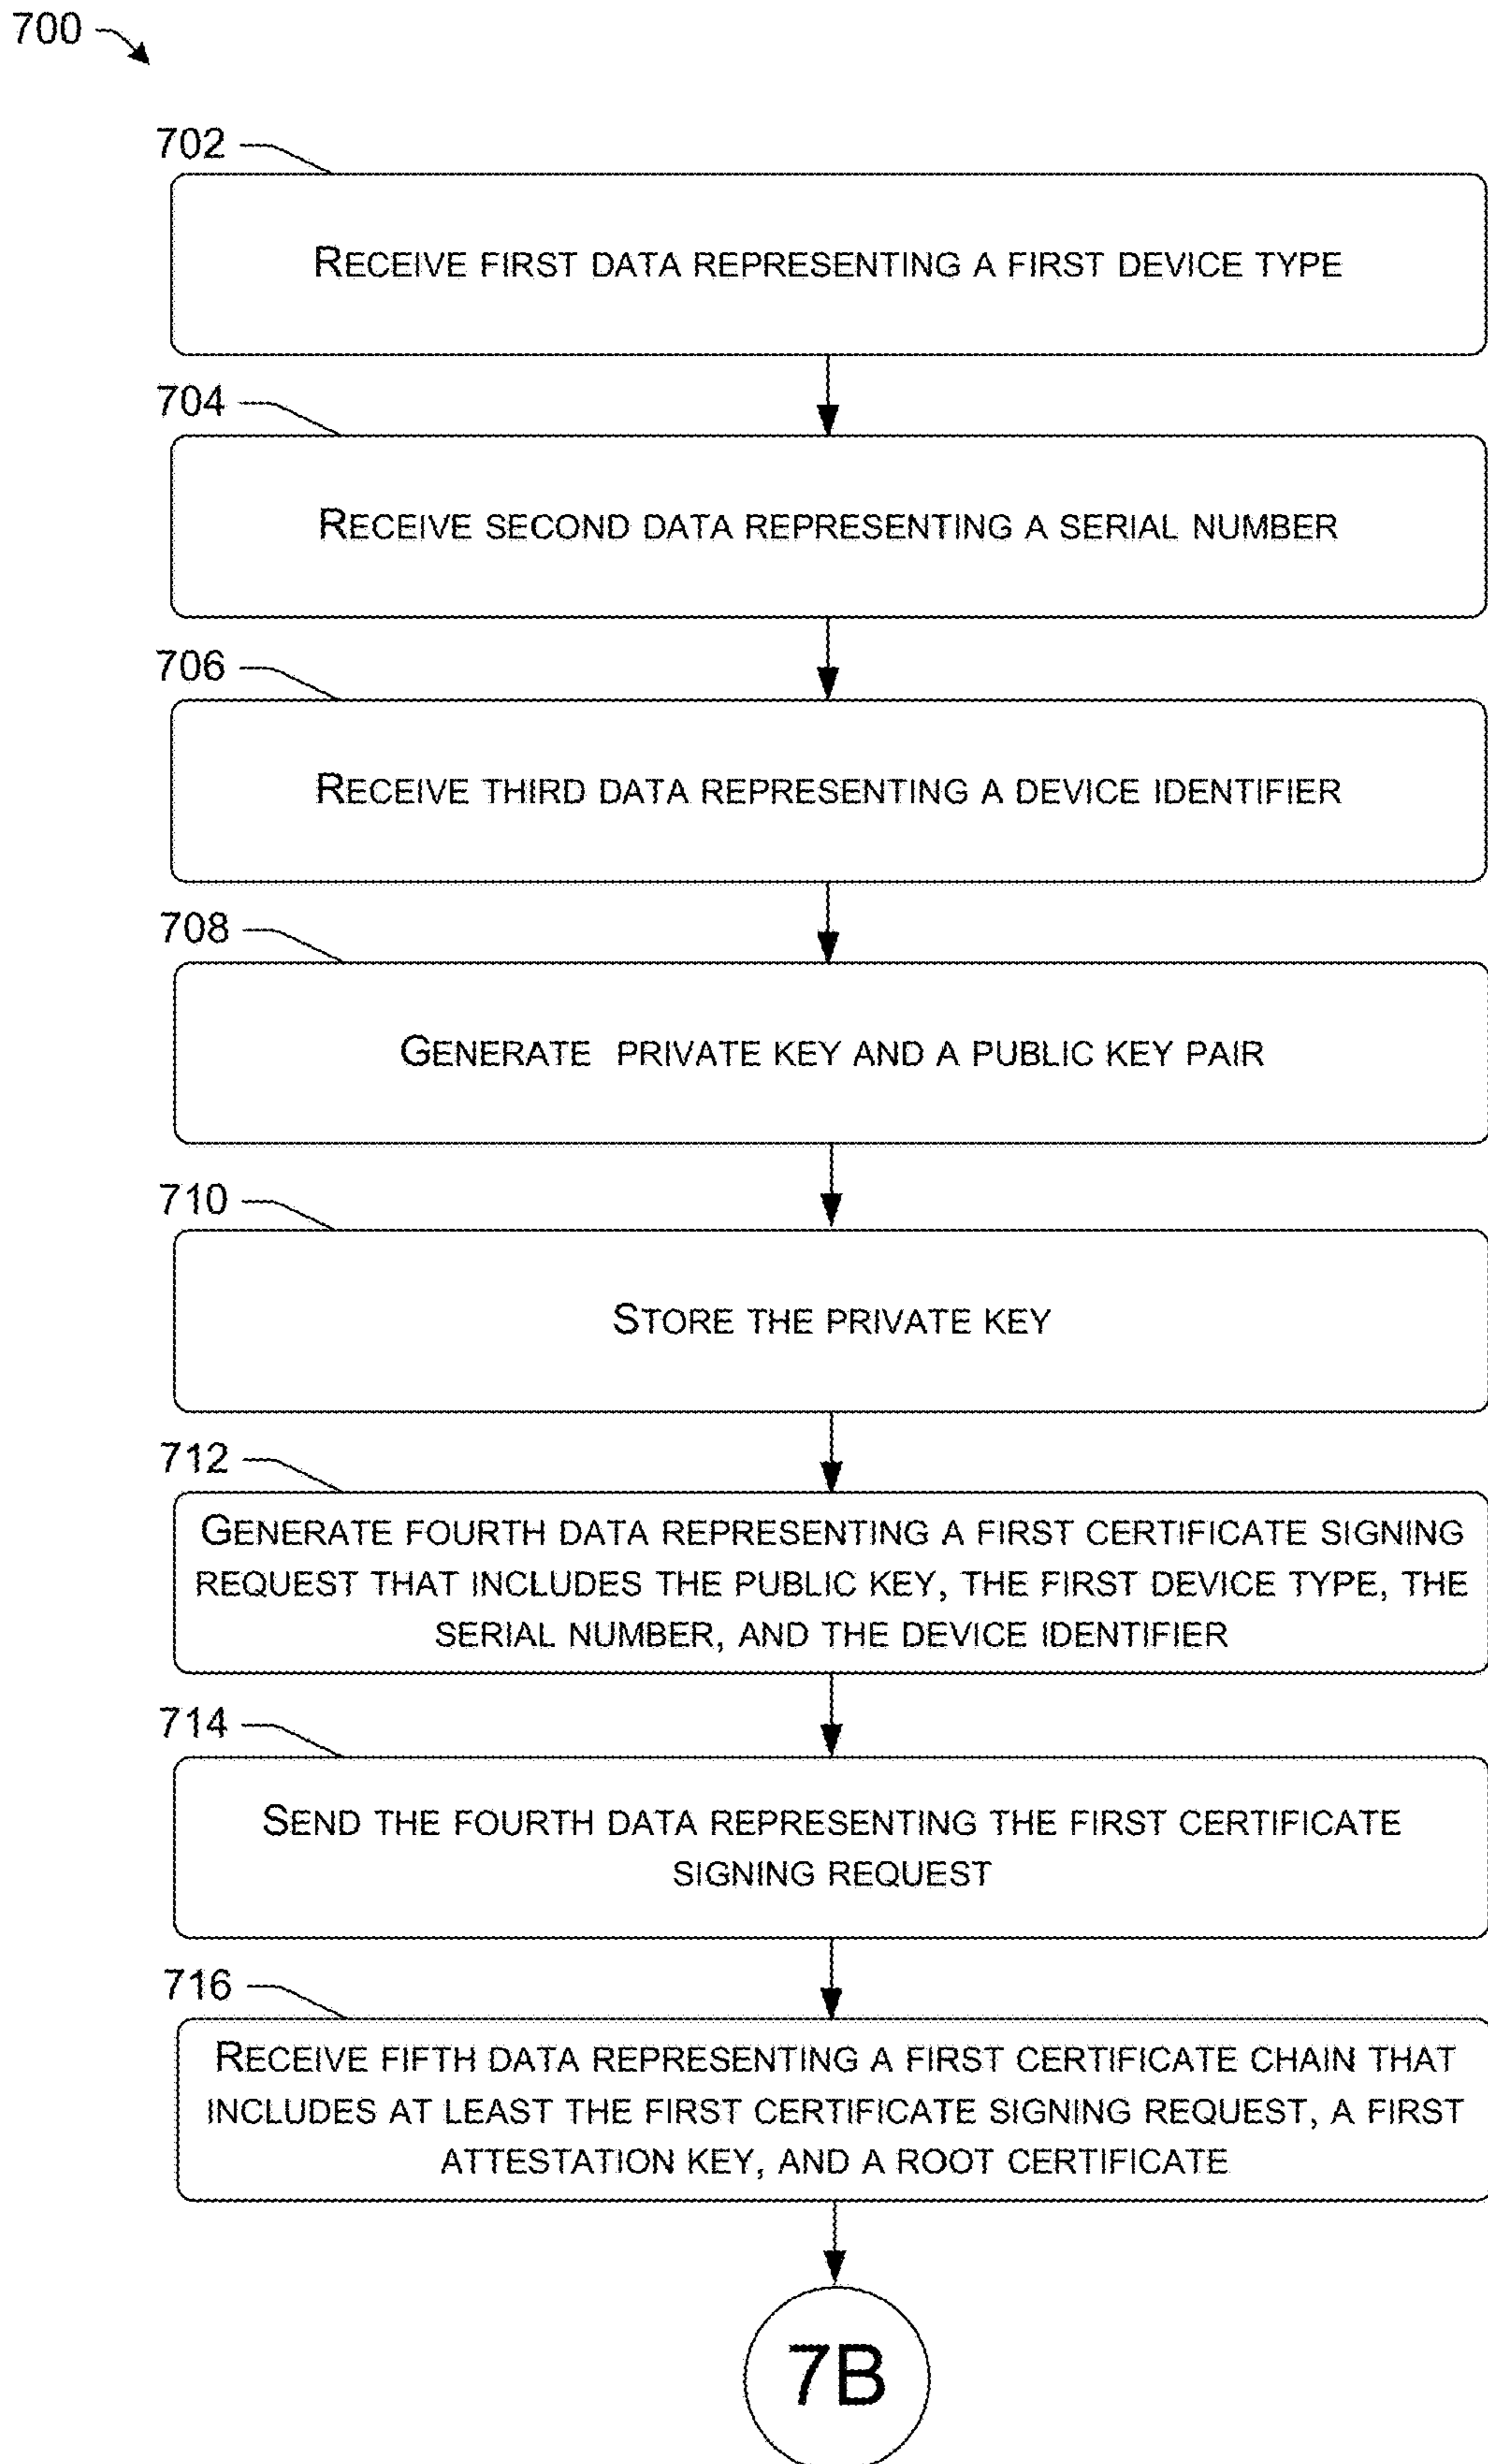 700
702
RECEIVE FIRST DATA REPRESENTING A FIRST DEVICE TYPE
704
RECEIVE SECOND DATA REPRESENTING A SERIAL NUMBER
706
RECEIVE THIRD DATA REPRESENTING A DEVICE IDENTIFIER
708
GENERATE PRIVATE KEY AND A PUBLIC KEY PAIR
710
STORE THE PRIVATE KEY
712
GENERATE FOURTH DATA REPRESENTING A FIRST CERTIFICATE SIGNING
REQUEST THAT INCLUDES THE PUBLIC KEY, THE FIRST DEVICE TYPE, THE
SERIAL NUMBER, AND THE DEVICE IDENTIFIER
714
SEND THE FOURTH DATA REPRESENTING THE FIRST CERTIFICATE
SIGNING REQUEST
716
RECEIVE FIFTH DATA REPRESENTING A FIRST CERTIFICATE CHAIN THAT
INCLUDES AT LEAST THE FIRST CERTIFICATE SIGNING REQUEST, A FIRST
ATTESTATION KEY, AND A ROOT CERTIFICATE
7B